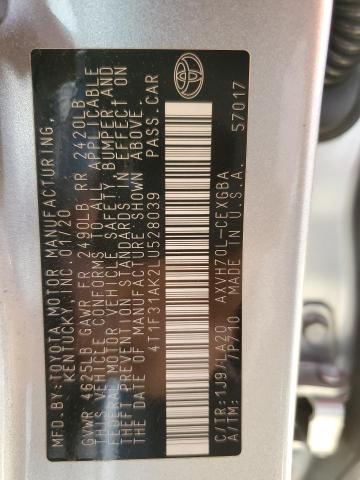 MFD.BY:TOYOTA MOTOR MANUFACTURING,
KENTUCKY, INC. 01/20
GVWR 4625LB GAWR FR 2490LB RR 2420LB
THIS VEHICLE CONFORMS TO ALL APPLICABLE
FEDERAL MOTOR VEHICLE SAFETY, BUMPER, AND
THEFT PREVENTION STANDARDS IN EFFECT ON
THE DATE OF MANUFACTURE SHOWN ABOVE.
4T1F31AK2LU528039 PASS.CAR
C/TR:1J9/LA20 AXVH70L-CEXGBA
A/TM: /P710 MADE IN U.S.A.
57017